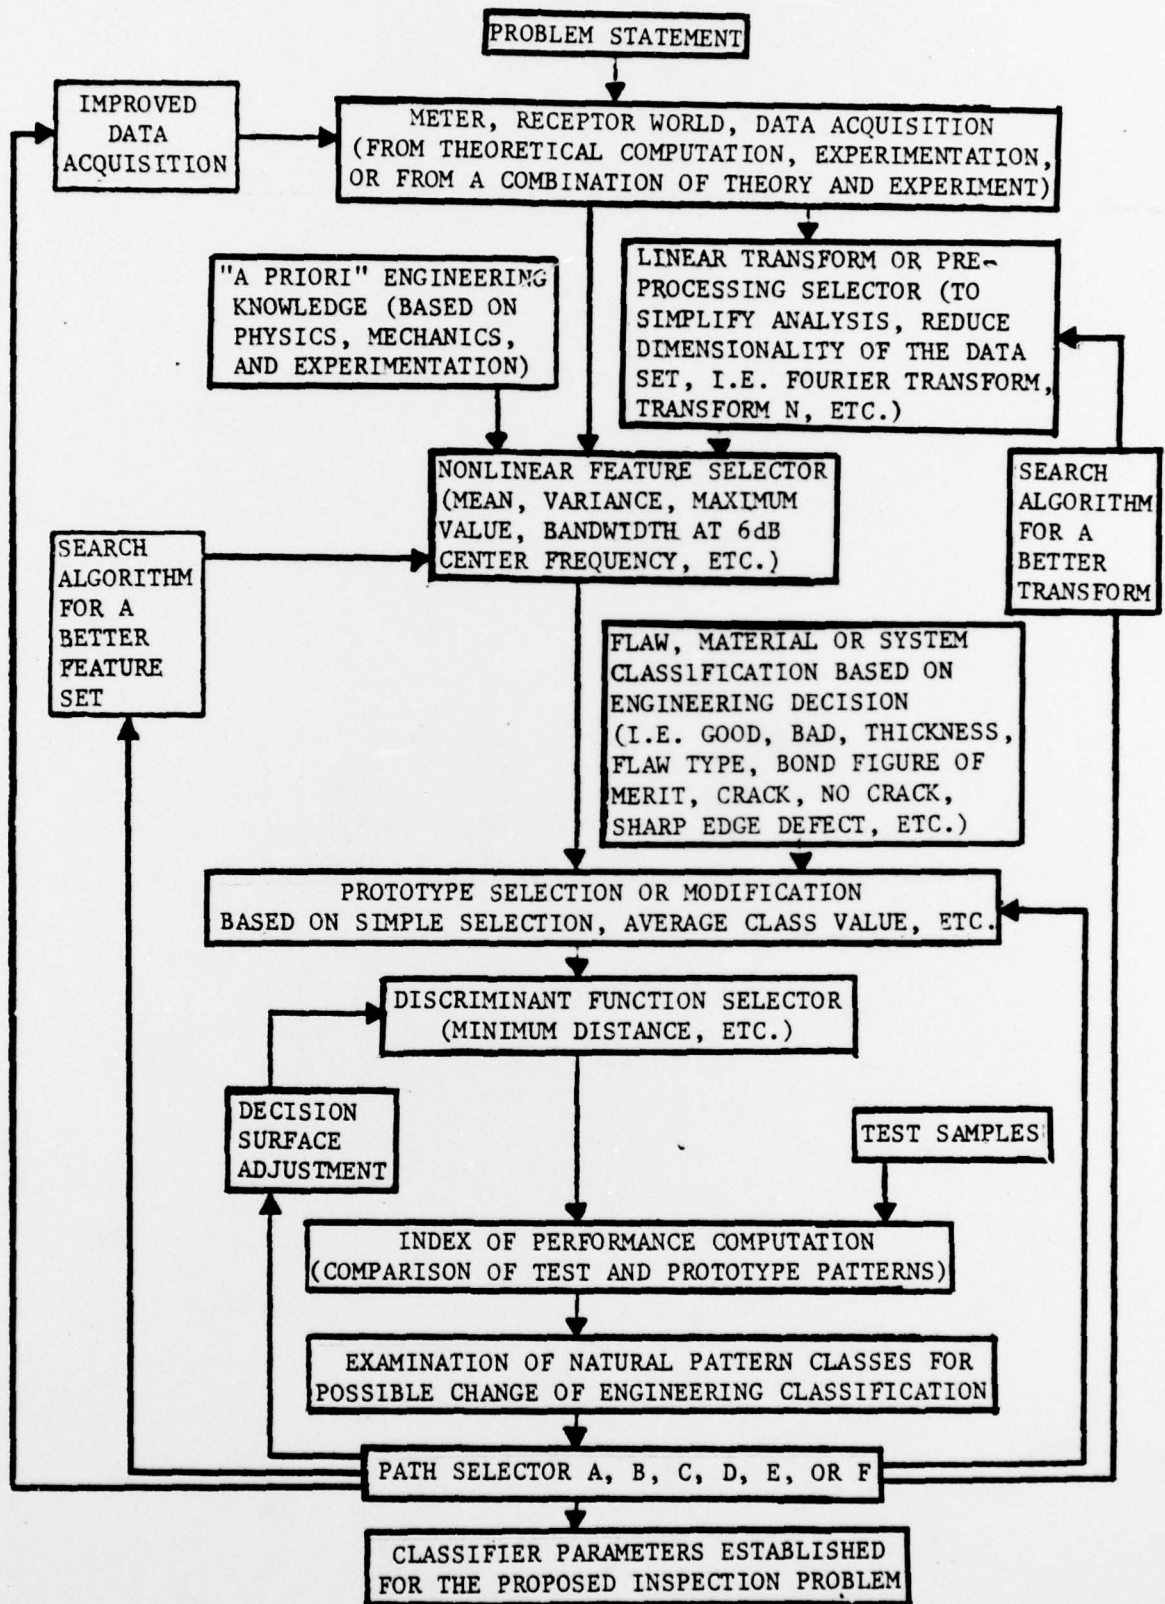 PROBLEM STATEMENT
IMPROVED
DATA
ACQUISITION
METER, RECEPTOR WORLD, DATA ACQUISITION
(FROM THEORETICAL COMPUTATION, EXPERIMENTATION,
OR FROM A COMBINATION OF THEORY AND EXPERIMENT)
"A PRIORI" ENGINEERING
KNOWLEDGE (BASED ON
PHYSICS, MECHANICS,
AND EXPERIMENTATION)
LINEAR TRANSFORM OR PRE-
PROCESSING SELECTOR (TO
SIMPLIFY ANALYSIS, REDUCE
DIMENSIONALITY OF THE DATA
SET, I.E. FOURIER TRANSFORM,
TRANSFORM N, ETC.)
NONLINEAR FEATURE SELECTOR
(MEAN, VARIANCE, MAXIMUM
VALUE, BANDWIDTH AT 6dB
CENTER FREQUENCY, ETC.)
SEARCH
ALGORITHM
FOR A
BETTER
TRANSFORM
SEARCH
ALGORITHM
FOR A
BETTER
FEATURE
SET
FLAW, MATERIAL OR SYSTEM
CLASSIFICATION BASED ON
ENGINEERING DECISION
(I.E. GOOD, BAD, THICKNESS,
FLAW TYPE, BOND FIGURE OF
MERIT, CRACK, NO CRACK,
SHARP EDGE DEFECT, ETC.)
PROTOTYPE SELECTION OR MODIFICATION
BASED ON SIMPLE SELECTION, AVERAGE CLASS VALUE, ETC.
DISCRIMINANT FUNCTION SELECTOR
(MINIMUM DISTANCE, ETC.)
DECISION
SURFACE
ADJUSTMENT
TEST SAMPLES
INDEX OF PERFORMANCE COMPUTATION
(COMPARISON OF TEST AND PROTOTYPE PATTERNS)
EXAMINATION OF NATURAL PATTERN CLASSES FOR
POSSIBLE CHANGE OF ENGINEERING CLASSIFICATION
PATH SELECTOR A, B, C, D, E, OR F
CLASSIFIER PARAMETERS ESTABLISHED
FOR THE PROPOSED INSPECTION PROBLEM